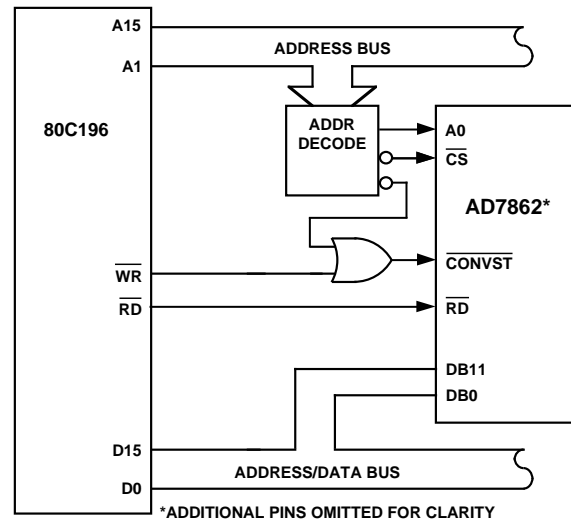 A15
ADDRESS BUS
A1
80C196
ADDR
DECODE
A0
CS
AD7862*
CONVST
WR
RD
RD
DB11
DB0
D15
ADDRESS/DATA BUS
D0
*ADDITIONAL PINS OMITTED FOR CLARITY